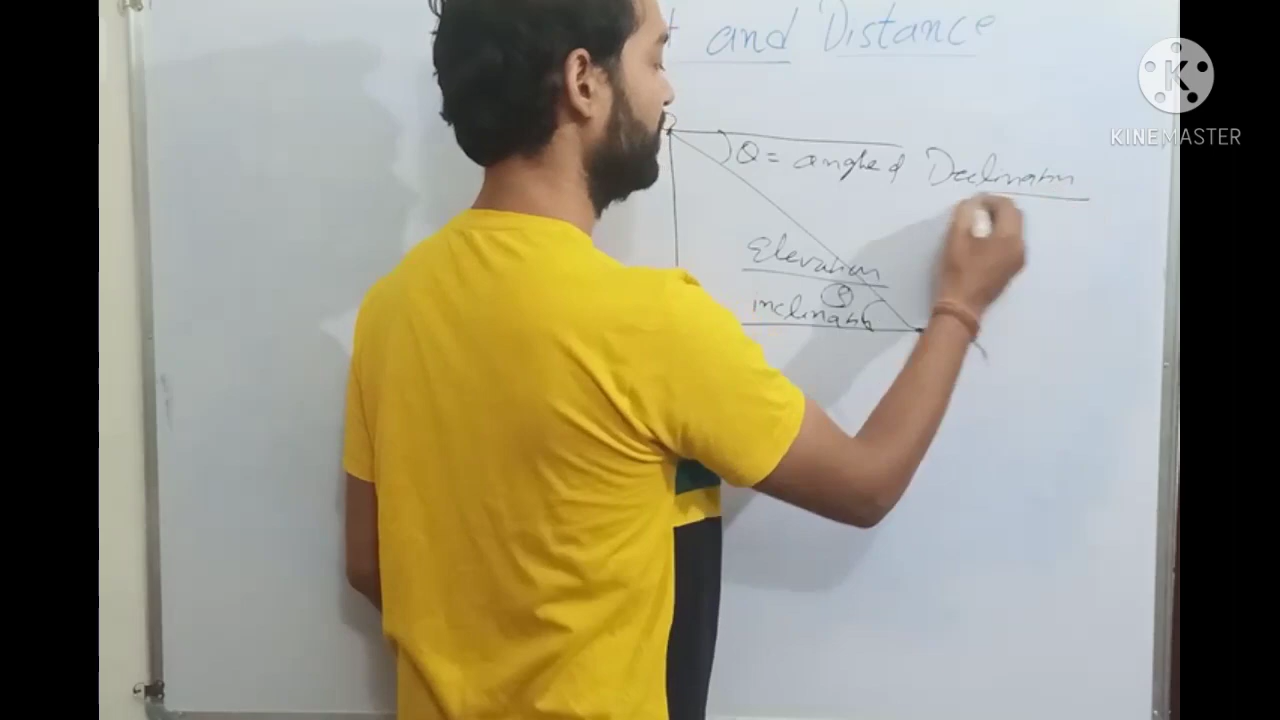 t and Distance
θ = angle of Declination
Elevation
θ
inclination
K
KINEMASTER